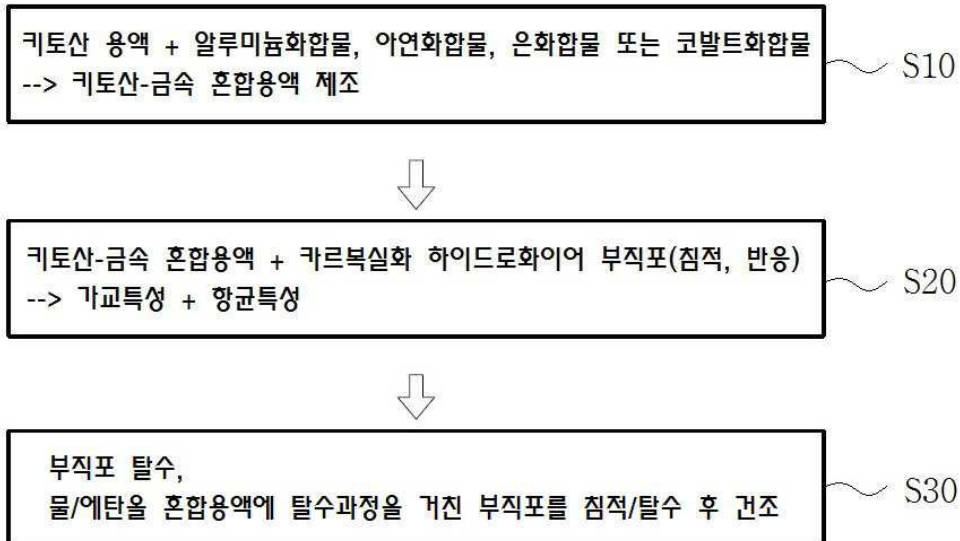 키토산 용액 + 알루미늄화합물, 아연화합물, 은화합물 또는 코발트화합물
--> 키토산-금속 혼합용액 제조
S10
키토산-금속 혼합용액 + 카르복실화 하이드로화이어 부직포(침적, 반응)
--> 가교특성 + 항균특성
S20
부직포 탈수,
물/에탄올 혼합용액에 탈수과정을 거친 부직포를 침적/탈수 후 건조
S30